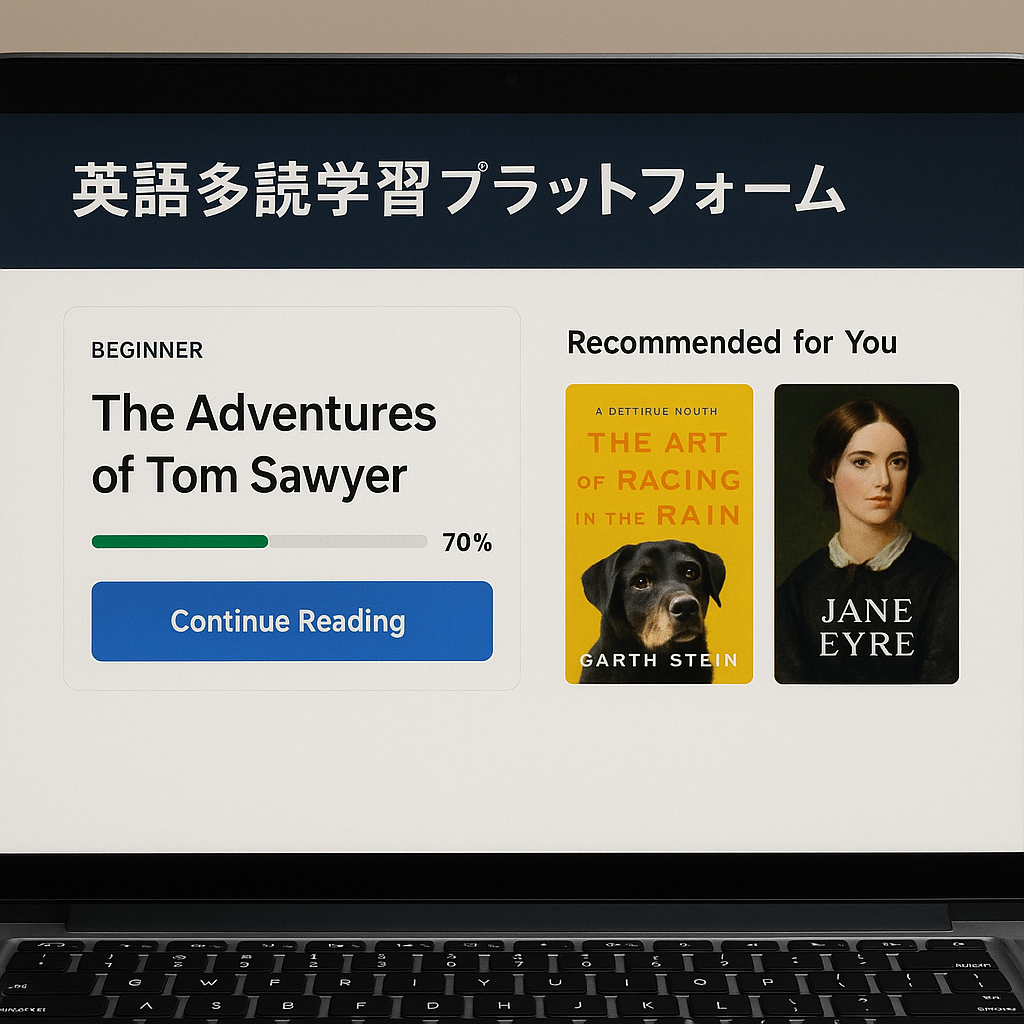 英語多読学習プラットフォーム
BEGINNER
The Adventures
of Tom Sawyer
70%
Continue Reading
Recommended for You
A DETTIRUE NOUTH
THE ART
OF RACING
IN THE RAIN
GARTH STEIN
JANE
EYRE